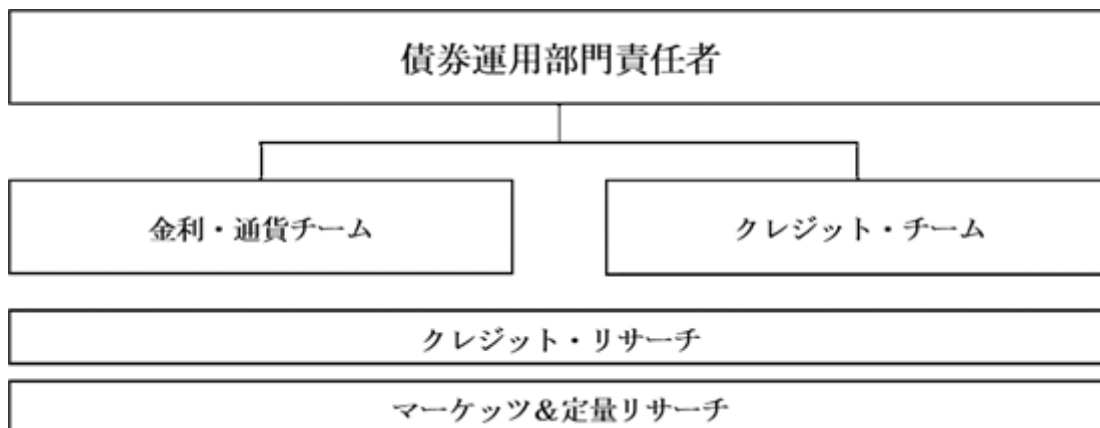 債券運用部門責任者
金利・通貨チーム
クレジット・チーム
クレジット・リサーチ
マーケッツ&定量リサーチ